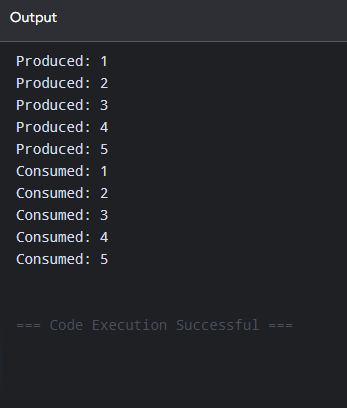 Output
Produced: 1
Produced: 2
Produced: 3
Produced: 4
Produced: 5
Consumed: 1
Consumed: 2
Consumed: 3
Consumed: 4
Consumed: 5
=== Code Execution Successful ===